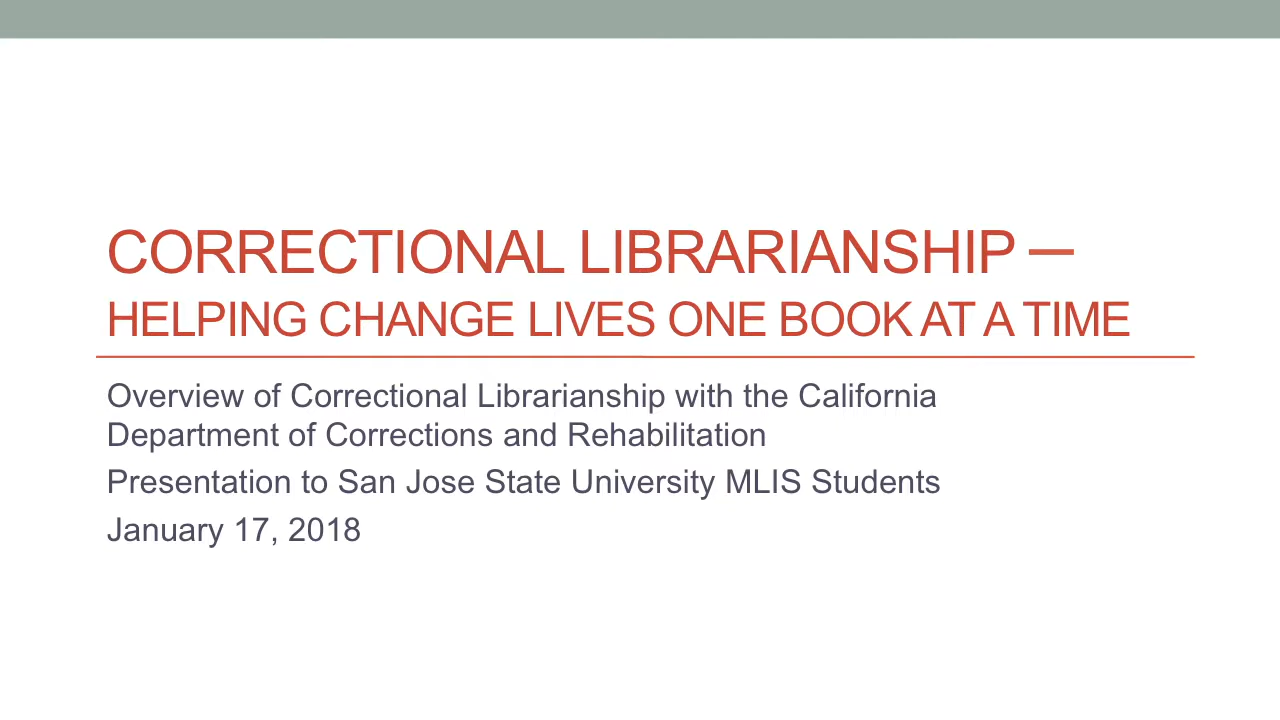 CORRECTIONAL LIBRARIANSHIP —
HELPING CHANGE LIVES ONE BOOK AT A TIME
Overview of Correctional Librarianship with the California
Department of Corrections and Rehabilitation
Presentation to San Jose State University MLIS Students
January 17, 2018